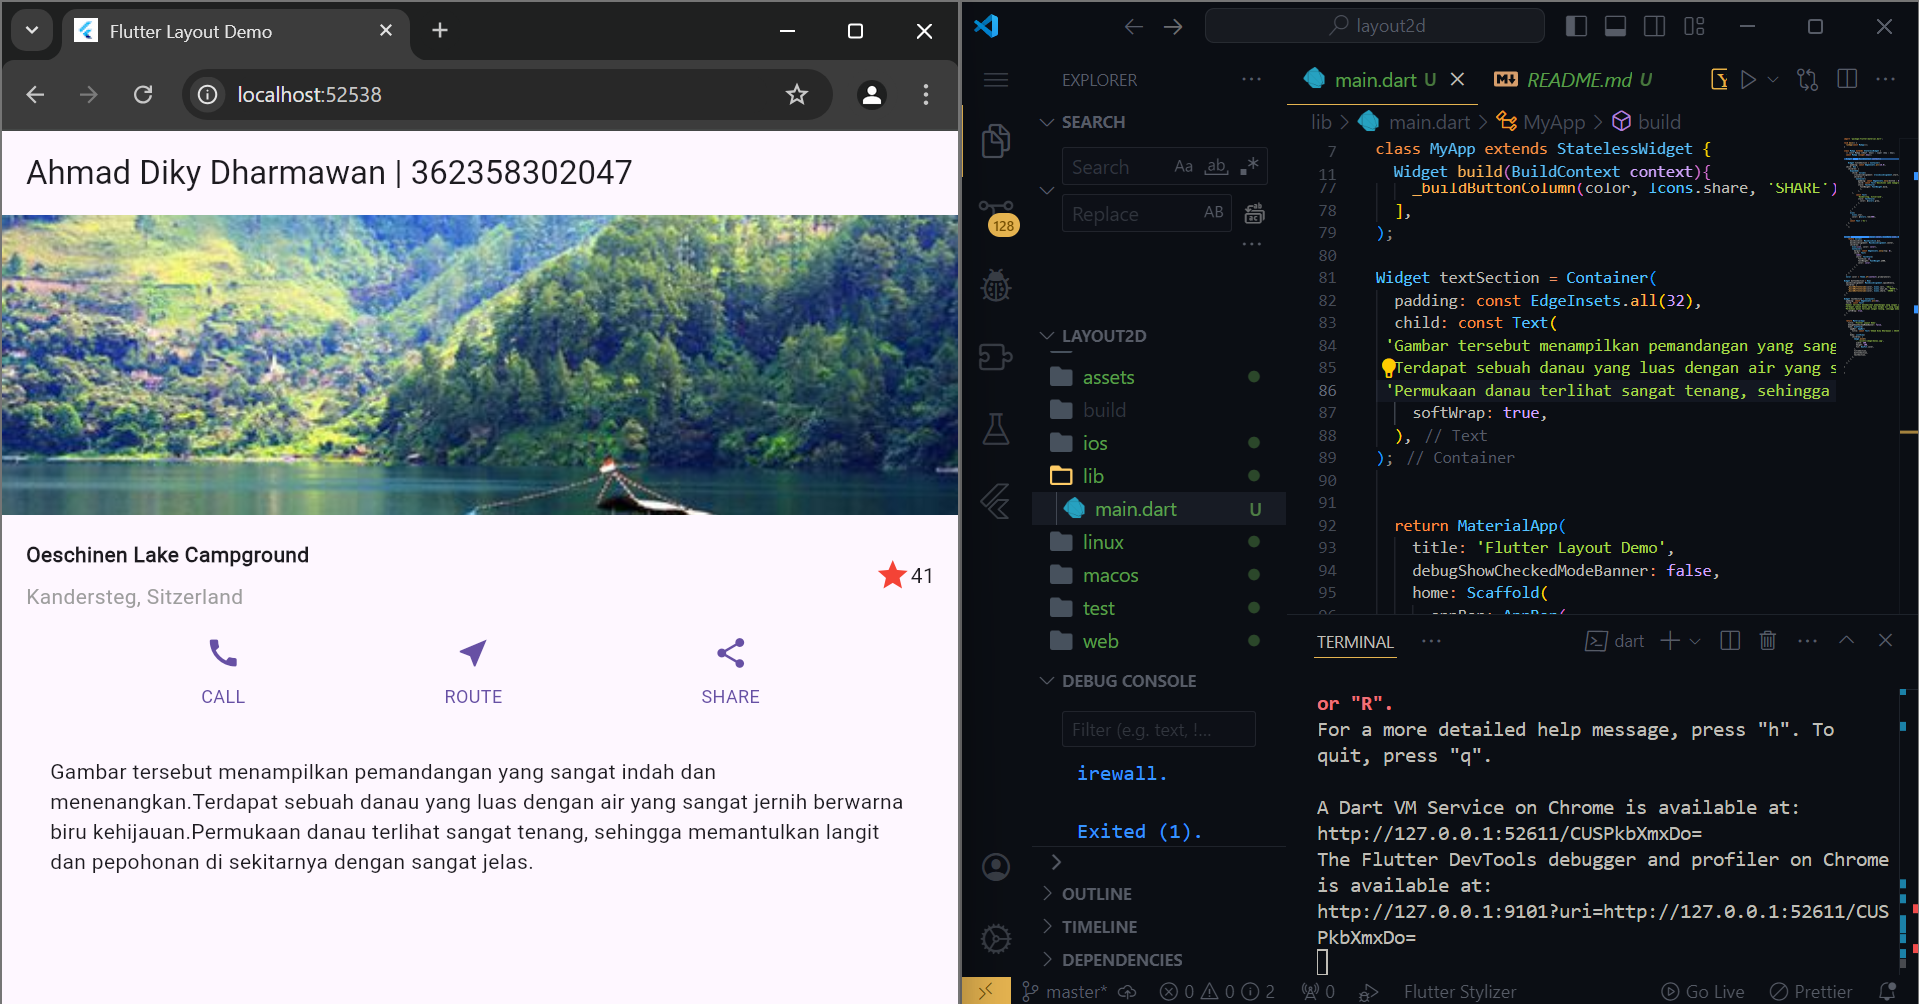 Flutter Layout Demo
localhost:52538
Ahmad Diky Dharmawan | 362358302047
Oeschinen Lake Campground
Kandersteg, Sitzerland
41
CALL
ROUTE
SHARE
Gambar tersebut menampilkan pemandangan yang sangat indah dan
menenangkan.Terdapat sebuah danau yang luas dengan air yang sangat jernih berwarna
biru kehijauan.Permukaan danau terlihat sangat tenang, sehingga memantulkan langit
dan pepohonan di sekitarnya dengan sangat jelas.
layout2d
128
EXPLORER
SEARCH
Search
Aa
ab
Replace
AB
LAYOUT2D
assets
build
ios
lib
main.dart U
linux
macos
test
web
DEBUG CONSOLE
Filter (e.g. text, !...
irewall.
Exited (1).
OUTLINE
TIMELINE
DEPENDENCIES
main.dart U
README.md U
lib > main.dart > MyApp > build
7 class MyApp extends StatelessWidget {
11 Widget build(BuildContext context){
77 _buildButtonColumn(color, Icons.share, 'SHARE')
78 ],
79 );
80
81 Widget textSection = Container(
82 padding: const EdgeInsets.all(32),
83 child: const Text(
84 'Gambar tersebut menampilkan pemandangan yang sang
85 Terdapat sebuah danau yang luas dengan air yang s
86 'Permukaan danau terlihat sangat tenang, sehingga
87 softWrap: true,
88 ), // Text
89 ); // Container
90
91
92 return MaterialApp(
93 title: 'Flutter Layout Demo',
94 debugShowCheckedModeBanner: false,
95 home: Scaffold(
96 appBar: AppBar(
TERMINAL
dart
or "R".
For a more detailed help message, press "h". To
quit, press "q".
A Dart VM Service on Chrome is available at:
http://127.0.0.1:52611/CUSPkbXmxDo=
The Flutter DevTools debugger and profiler on Chrome
is available at:
http://127.0.0.1:9101?uri=http://127.0.0.1:52611/CUS
PkbXmxDo=
master* 0 0 2 0 Flutter Stylizer Go Live Prettier